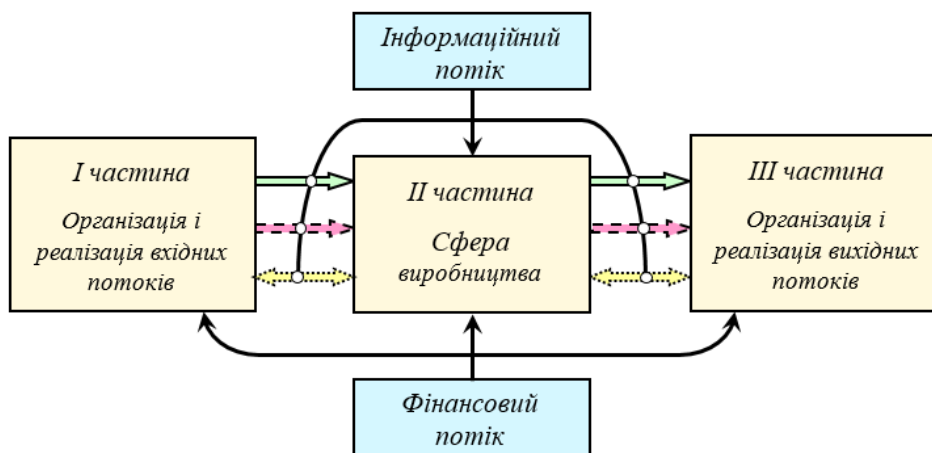 Інформаційний
потік
І частина
Організація і
реалізація вхідних
потоків
ІІ частина
Сфера
виробництва
ІІІ частина
Організація і
реалізація вихідних
потоків
Фінансовий
потік